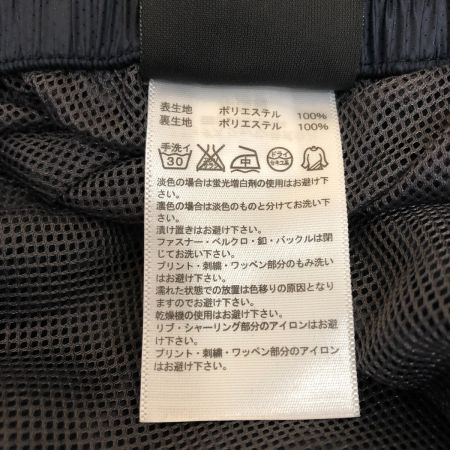 表生地 ポリエステル 100%
裏生地 ポリエステル 100%
手洗イ 30 中 ドライ セキユ系
淡色の場合は蛍光増白剤の使用はお避け下
さい。
濃色の場合は淡色のものと分けてお洗い下
さい。
漬け置きはお避け下さい。
ファスナー・ベルクロ・釦・バックルは閉
じてお洗い下さい。
プリント・刺繍・ワッペン部分のもみ洗い
はお避け下さい。
濡れた状態での放置は色移りの原因となり
ますのでお避け下さい。
乾燥機の使用はお避け下さい。
リブ・シャーリング部分のアイロンはお避
け下さい。
プリント・刺繍・ワッペン部分のアイロン
はお避け下さい。